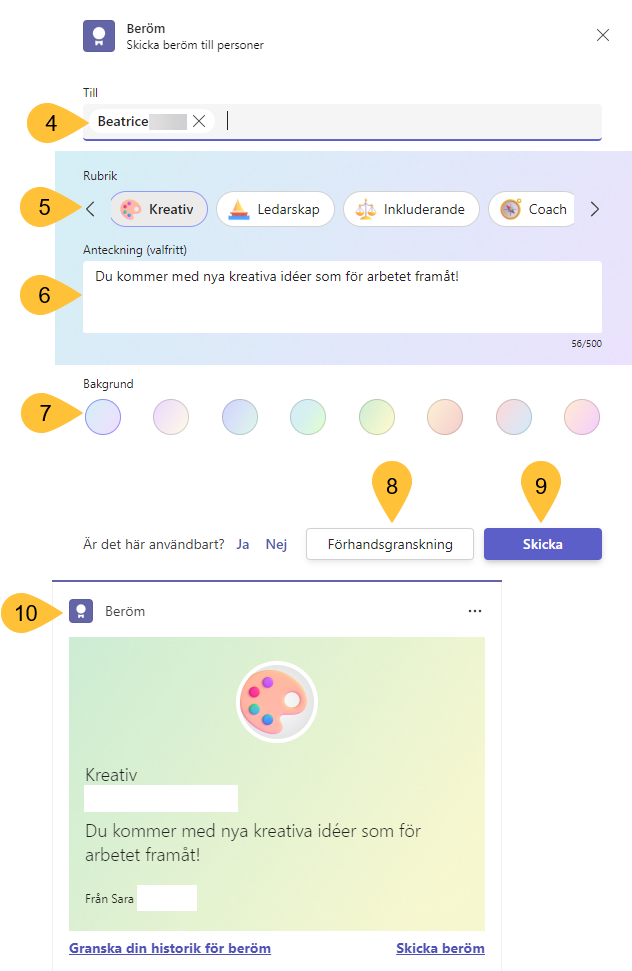 Beröm
Skicka beröm till personer
Till
4
Beatrice
5
Rubrik
Kreativ
Ledarskap
Inkluderande
Coach
Anteckning (valfritt)
6
Du kommer med nya kreativa idéer som för arbetet framåt!
56/500
Bakgrund
7
8
9
Är det här användbart? Ja Nej
Förhandsgranskning
Skicka
10
Beröm
Kreativ
Du kommer med nya kreativa idéer som för
arbetet framåt!
Från Sara
Granska din historik för beröm
Skicka beröm